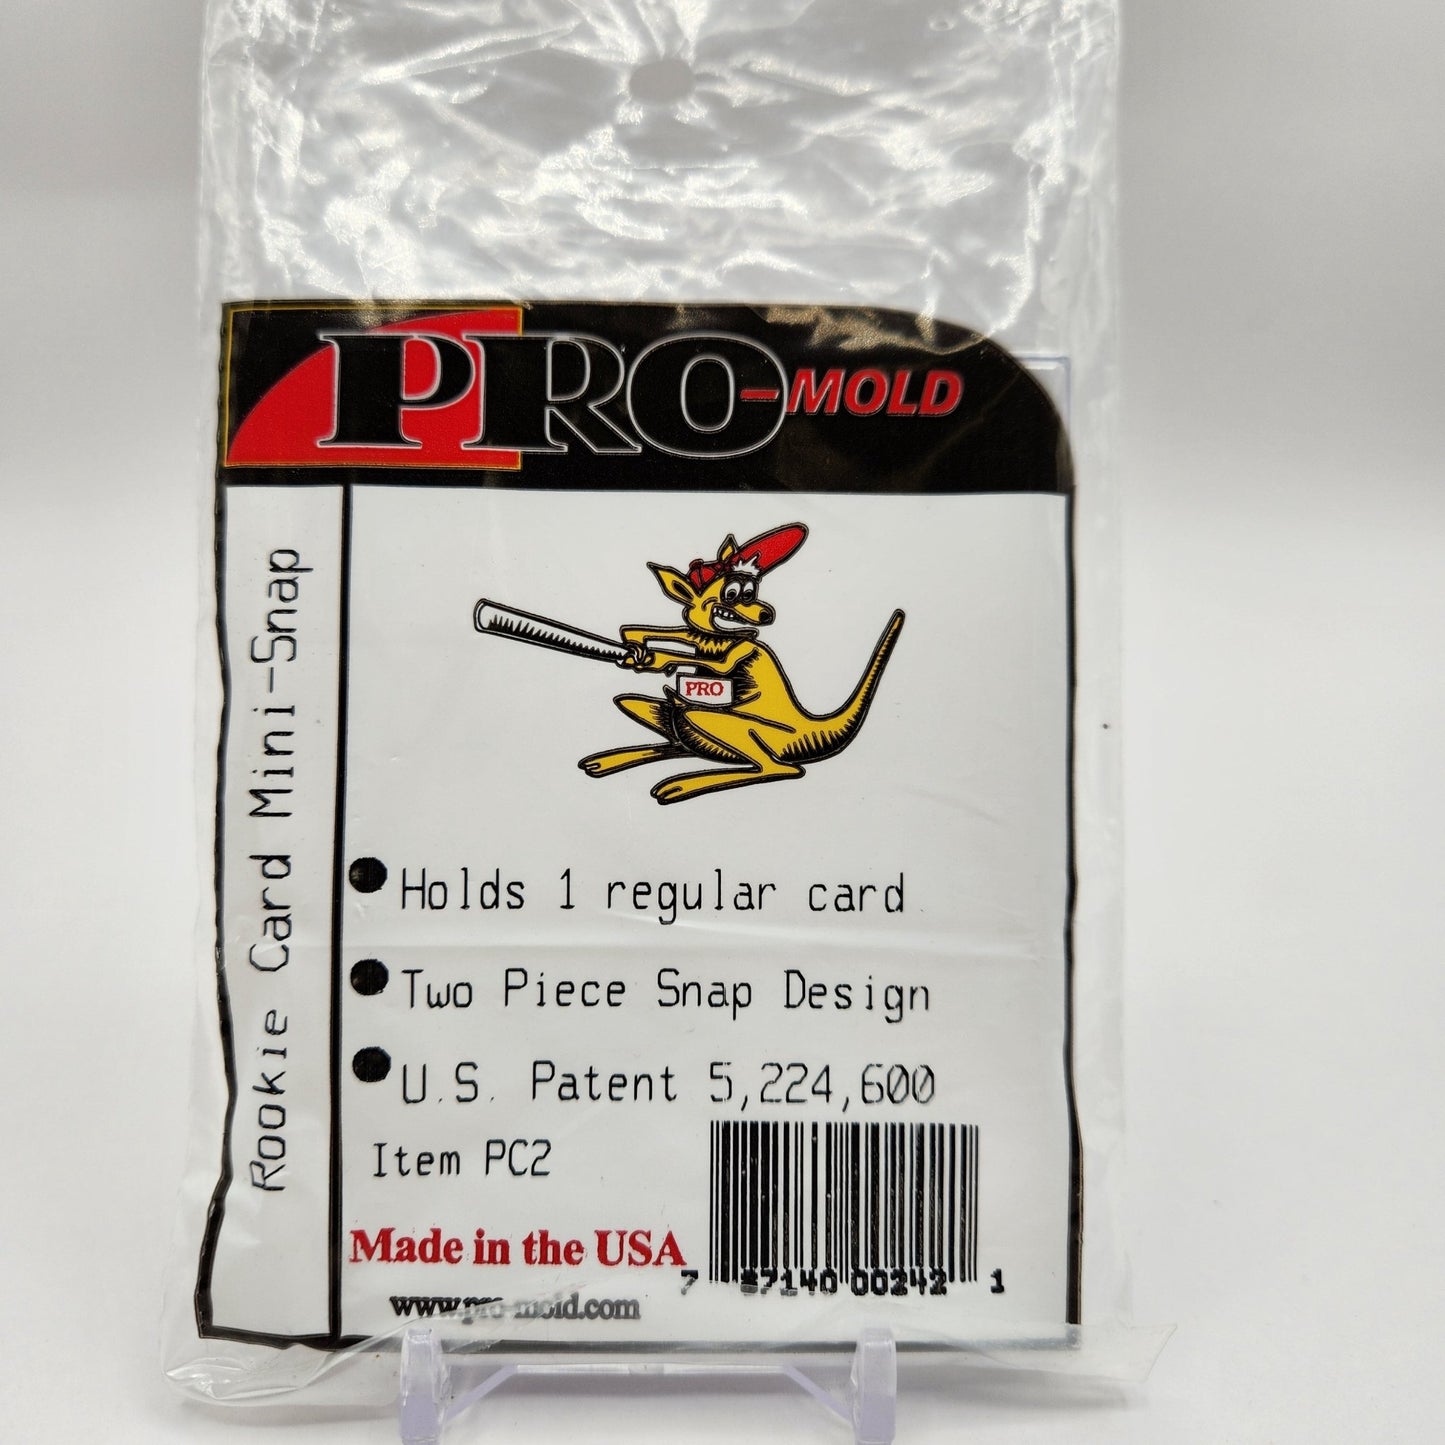 PRO-MOLD
Rookie Card Mini-Snap
PRO
Holds 1 regular card
Two Piece Snap Design
U.S. Patent 5,224,600
Item PC2
Made in the USA
www.pro-mold.com
7 87140 00242 1